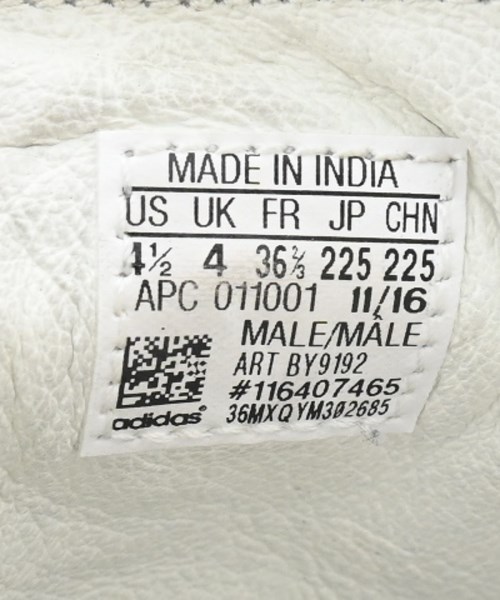 MADE IN INDIA
US UK FR JP CHN
4½ 4 36⅔ 225 225
APC 011001 11/16
MALE/MÂLE
ART BY9192
#116407465
36MXQYM302685
adidas®